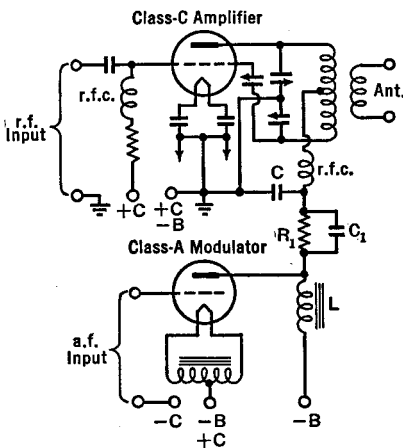 Class-C Amplifier
r.f.c.
r.f.
Input
Ant.
r.f.c.
C
+C
+C
-B
R1
C1
Class-A Modulator
L
a.f.
Input
-C
-B
+C
-B